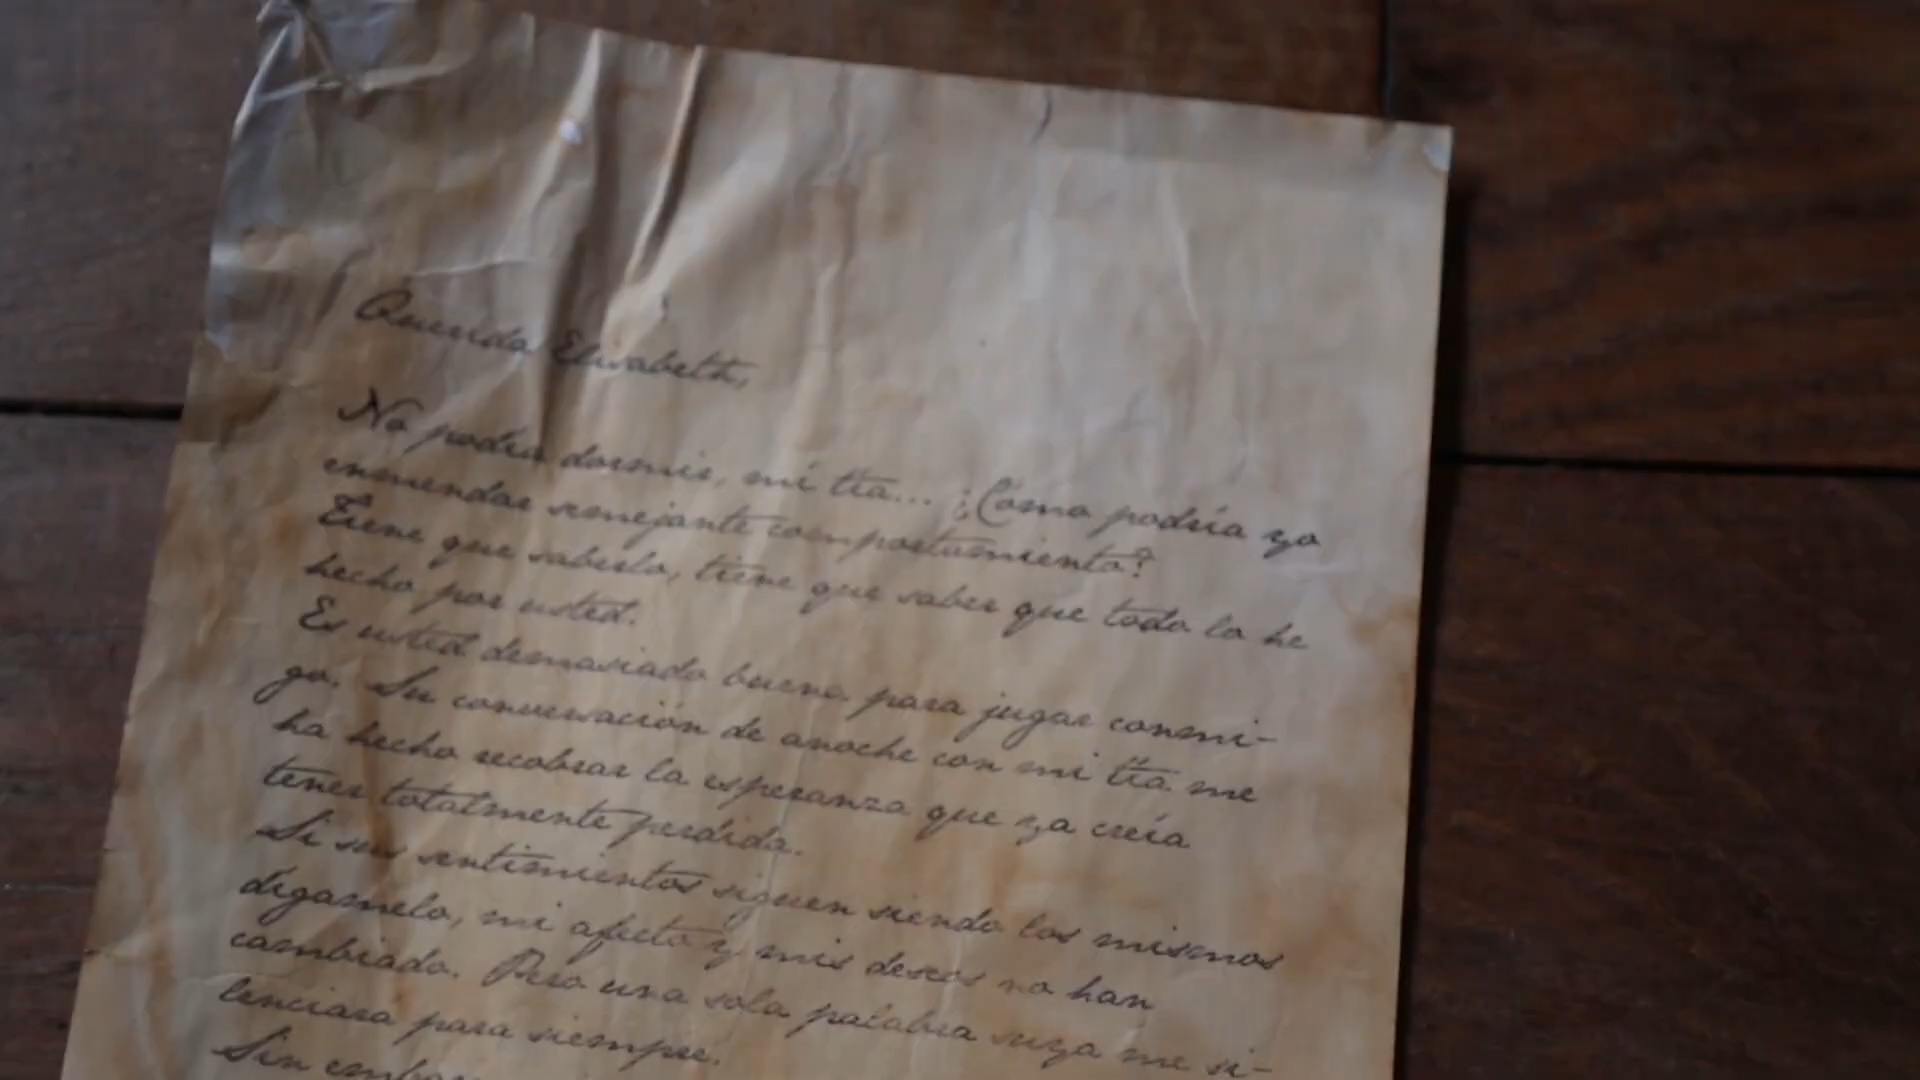 Querida Elisabeth,
No podía dormir, mi tía... ¿Cómo podría yo
enmendar semejante comportamiento?
Tiene que saberlo, tiene que saber que todo lo he
hecho por usted.
Es usted demasiado buena para jugar conmi-
go. Su conversación de anoche con mi tía me
ha hecho recobrar la esperanza que ya creía
tener totalmente perdida.
Si sus sentimientos siguen siendo los mismos
dígamelo, mi afecto y mis deseos no han
cambiado. Pero una sola palabra suya me si-
lenciara para siempre.
Sin